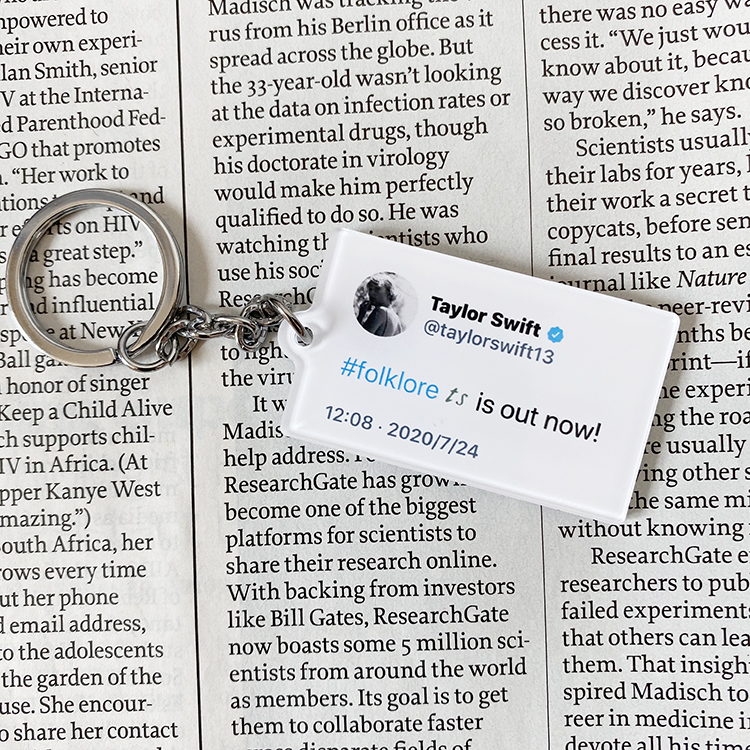 mpowered to
heir own experi-
lan Smith, senior
V at the Interna-
d Parenthood Fed-
GO that promotes
. “Her work to
and
on HIV
a great step.”
has become
influential
at New
Ball
honor of singer
Keep a Child Alive
ch supports chil-
IV in Africa. (At
pper Kanye West
mazing.”)
outh Africa, her
rows every time
ut her phone
d email address,
to the adolescents
the garden of the
use. She encour-
o share her contact
Madisch was tracking the
rus from his Berlin office as it
spread across the globe. But
the 33-year-old wasn’t looking
at the data on infection rates or
experimental drugs, though
his doctorate in virology
would make him perfectly
qualified to do so. He was
watching who
use his
to
the
It
Madis
help address.
ResearchGate has
become one of the biggest
platforms for scientists to
share their research online.
With backing from investors
like Bill Gates, ResearchGate
now boasts some 5 million sci-
entists from around the world
as members. Its goal is to get
them to collaborate faster
fields of
there was no easy
cess it. “We just wou
know about it, becau
way we discover kno
so broken,” he says.
Scientists usually
their labs for years,
their work a secret t
copycats, before sen
final results to an es
like Nature
peer-revi
be
print—if
experi
the roa
usually
other s
same mi
without knowing
ResearchGate e
researchers to pub
failed experiments
that others can lea
them. That insigh
spired Madisch to
reer in medicine i
devote all his tim
Taylor Swift
@taylorswift13
#folklore ts is out now!
12:08 · 2020/7/24